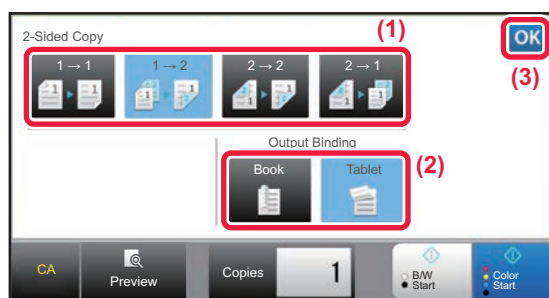 2-Sided Copy
(1)
OK
1 → 1
1 → 2
2 → 2
2 → 1
(3)
Output Binding
Book
Tablet
(2)
CA
Preview
Copies
1
B/W
Start
Color
Start